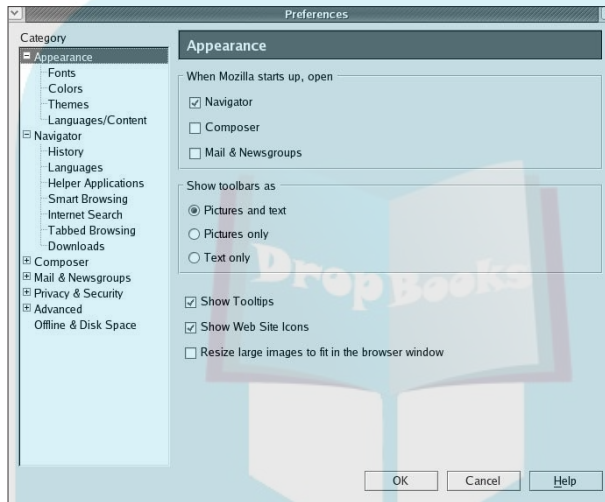 Preferences
Category
Appearance
Fonts
Colors
Themes
Languages/Content
Navigator
History
Languages
Helper Applications
Smart Browsing
Internet Search
Tabbed Browsing
Downloads
Composer
Mail & Newsgroups
Privacy & Security
Advanced
Offline & Disk Space
Appearance
When Mozilla starts up, open
Navigator
Composer
Mail & Newsgroups
Show toolbars as
Pictures and text
Pictures only
Text only
Show Tooltips
Show Web Site Icons
Resize large images to fit in the browser window
DropBooks
OK
Cancel
Help